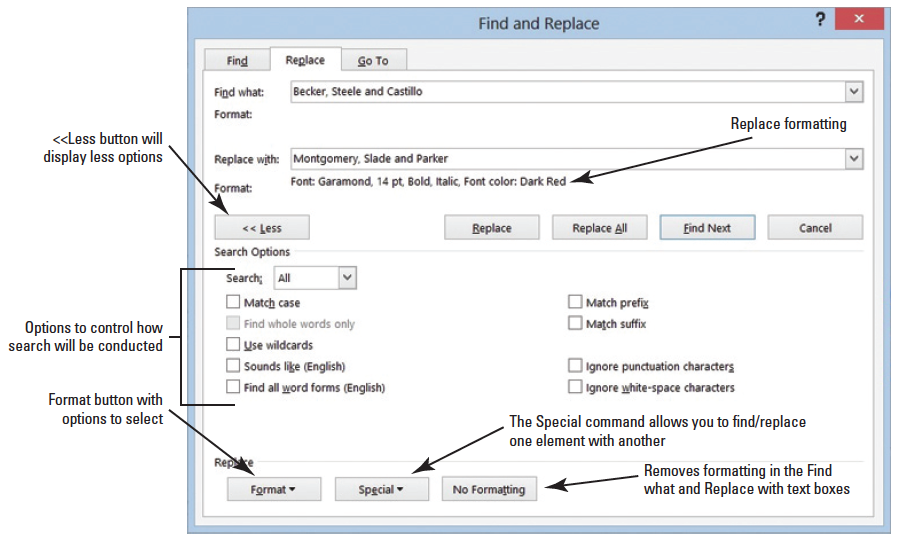 Find and Replace
?
Find
Replace
Go To
Find what:
Becker, Steele and Castillo
Format:
<<Less button will
display less options
Replace formatting
Replace with:
Montgomery, Slade and Parker
Format:
Font: Garamond, 14 pt, Bold, Italic, Font color: Dark Red
<< Less
Replace
Replace All
Find Next
Cancel
Search Options
Search:
All
Match case
Find whole words only
Use wildcards
Sounds like (English)
Find all word forms (English)
Match prefix
Match suffix
Ignore punctuation characters
Ignore white-space characters
Options to control how
search will be conducted
Format button with
options to select
The Special command allows you to find/replace
one element with another
Replace
Format
Special
No Formatting
Removes formatting in the Find
what and Replace with text boxes